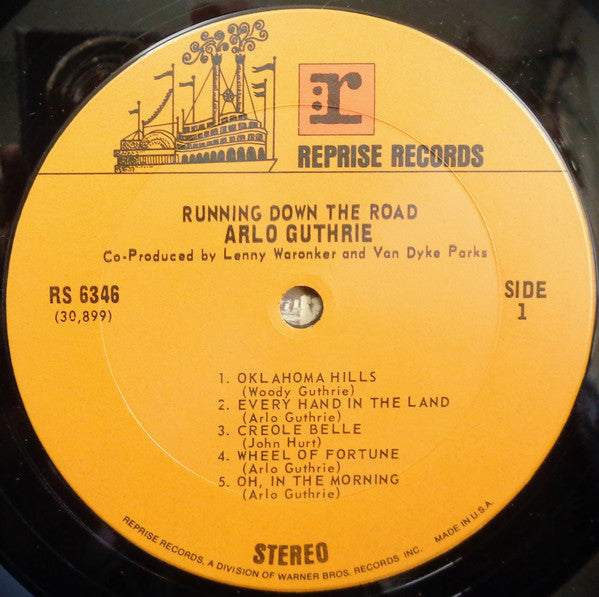 :r
REPRISE RECORDS
RUNNING DOWN THE ROAD
ARLO GUTHRIE
Co-Produced by Lenny Waronker and Van Dyke Parks
RS 6346
(30,899)
SIDE
1
1. OKLAHOMA HILLS
(Woody Guthrie)
2. EVERY HAND IN THE LAND
(Arlo Guthrie)
3. CREOLE BELLE
(John Hurt)
4. WHEEL OF FORTUNE
(Arlo Guthrie)
5. OH, IN THE MORNING
(Arlo Guthrie)
STEREO
REPRISE RECORDS, A DIVISION OF WARNER BROS. RECORDS INC. MADE IN U.S.A.